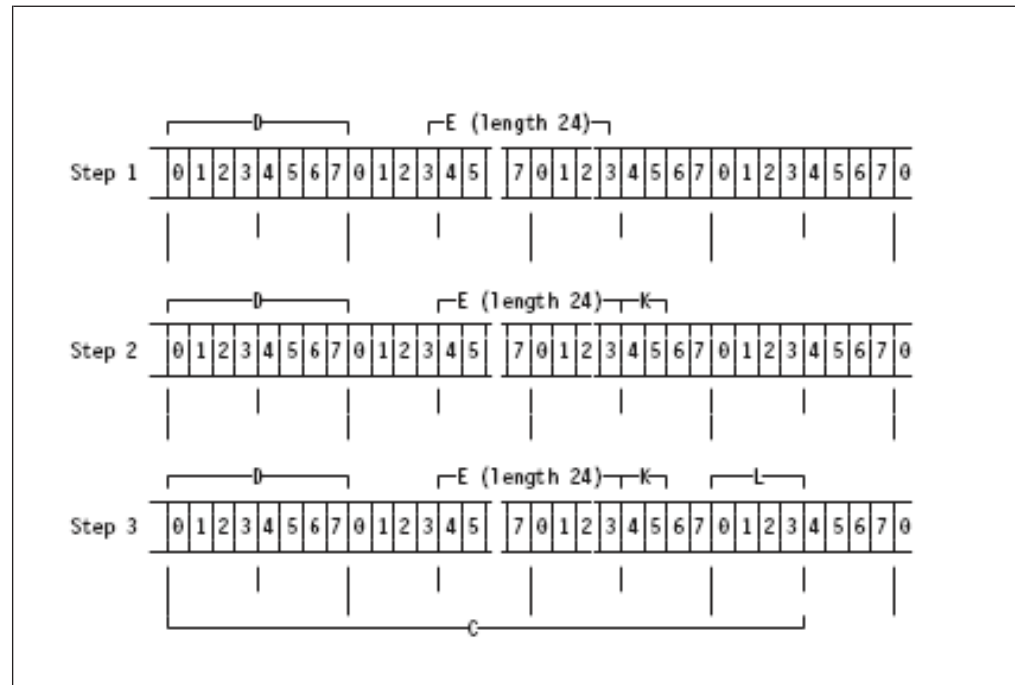 D E (length 24)
Step 1 0 1 2 3 4 5 6 7 0 1 2 3 4 5 7 0 1 2 3 4 5 6 7 0 1 2 3 4 5 6 7 0
D E (length 24) K
Step 2 0 1 2 3 4 5 6 7 0 1 2 3 4 5 7 0 1 2 3 4 5 6 7 0 1 2 3 4 5 6 7 0
D E (length 24) K L
Step 3 0 1 2 3 4 5 6 7 0 1 2 3 4 5 7 0 1 2 3 4 5 6 7 0 1 2 3 4 5 6 7 0
C